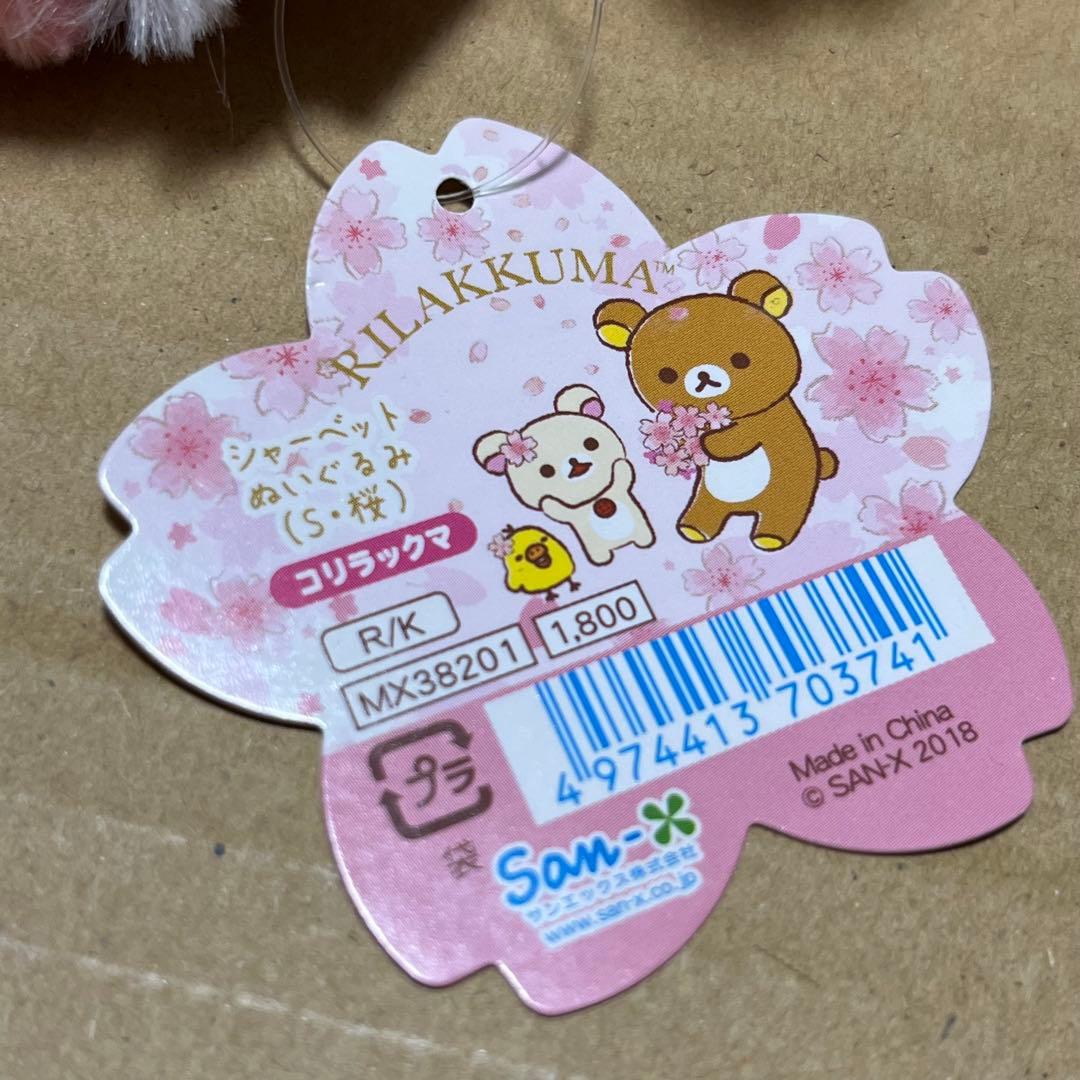 RILAKKUMA™
シャーベット
ぬいぐるみ
(S・桜)
コリラックマ
R/K
MX38201
1,800
4 974413 703741
プラ
袋
Made in China
© SAN-X 2018
San-X
サンエックス株式会社
www.san-x.co.jp